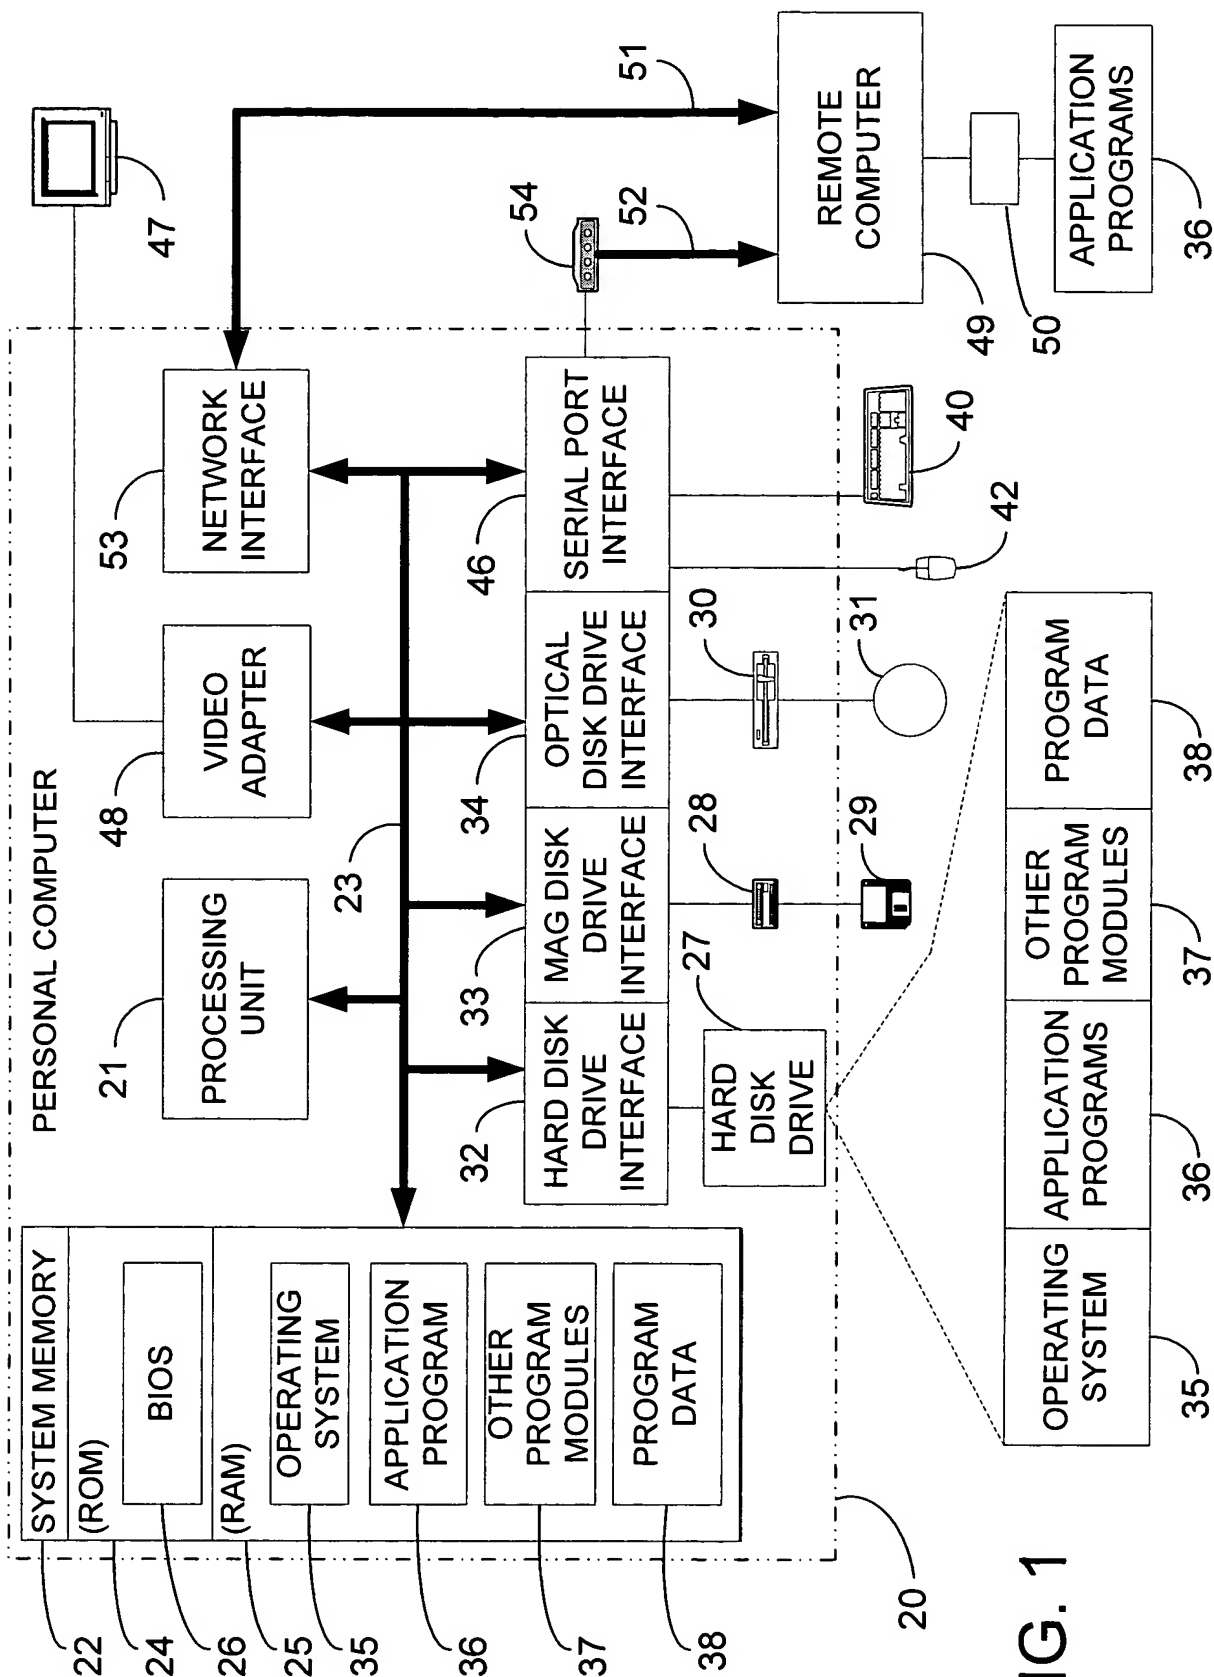 PERSONAL COMPUTER
22
SYSTEM MEMORY
24
(ROM)
26
BIOS
25
(RAM)
35
OPERATING
SYSTEM
36
APPLICATION
PROGRAM
37
OTHER
PROGRAM
MODULES
38
PROGRAM
DATA
21
PROCESSING
UNIT
48
VIDEO
ADAPTER
53
NETWORK
INTERFACE
47
23
32
HARD DISK
DRIVE
INTERFACE
33
MAG DISK
DRIVE
INTERFACE
34
OPTICAL
DISK DRIVE
INTERFACE
46
SERIAL PORT
INTERFACE
54
52
51
27
HARD
DISK
DRIVE
28
29
30
31
42
40
REMOTE
COMPUTER
49
50
APPLICATION
PROGRAMS
36
20
OPERATING
SYSTEM
35
APPLICATION
PROGRAMS
36
OTHER
PROGRAM
MODULES
37
PROGRAM
DATA
38
IG. 1